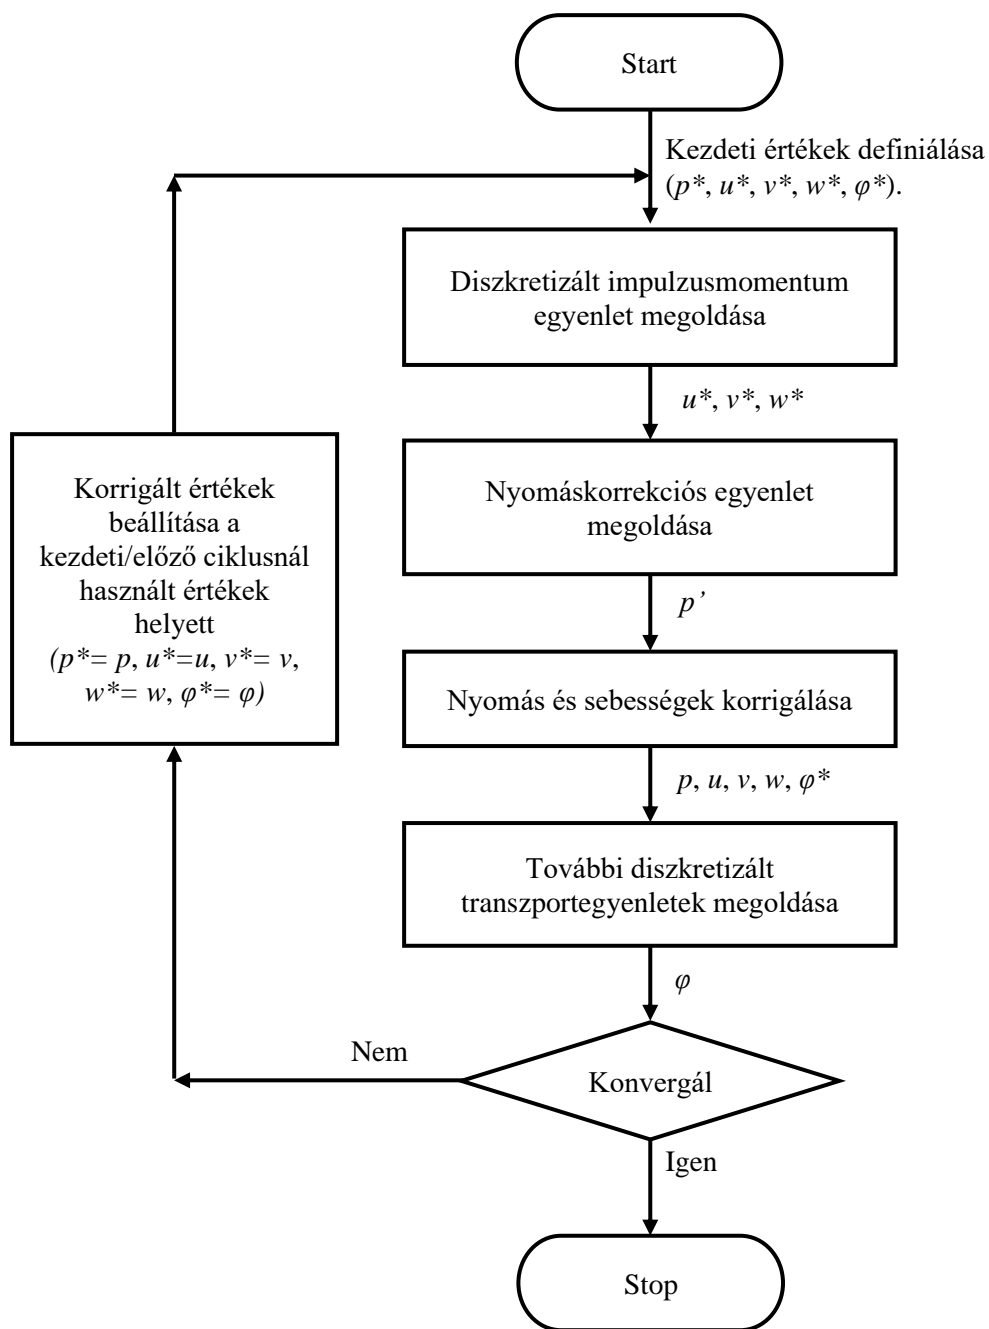 Start
Kezdeti értékek definiálása
(p*, u*, v*, w*, φ*).
Diszkretizált impulzusmomentum
egyenlet megoldása
u*, v*, w*
Nyomáskorrekciós egyenlet
megoldása
p’
Nyomás és sebességek korrigálása
p, u, v, w, φ*
További diszkretizált
transzportegyenletek megoldása
φ
Konvergál
Nem
Korrigált értékek
beállítása a
kezdeti/előző ciklusnál
használt értékek
helyett
(p*= p, u*=u, v*= v,
w*= w, φ*= φ)
Igen
Stop